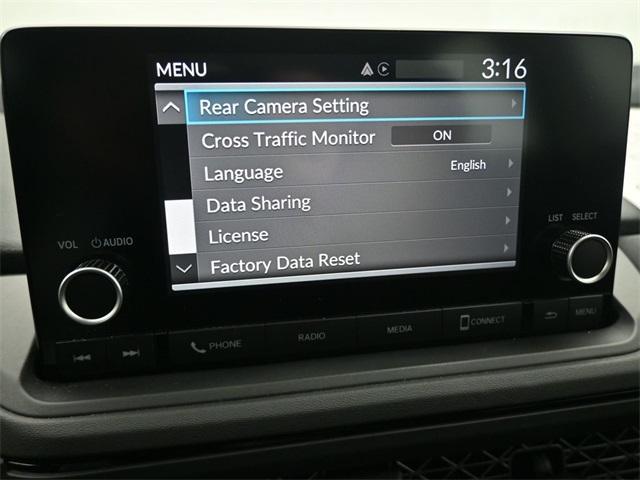 MENU 3:16
Rear Camera Setting
Cross Traffic Monitor ON
Language English
Data Sharing
License
Factory Data Reset
VOL AUDIO
LIST SELECT
PHONE RADIO MEDIA CONNECT MENU